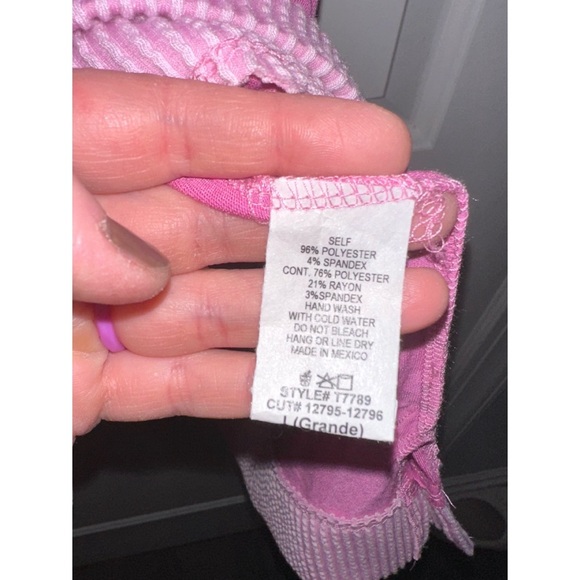 SELF
96% POLYESTER
4% SPANDEX
CONT. 76% POLYESTER
21% RAYON
3%SPANDEX
HAND WASH
WITH COLD WATER
DO NOT BLEACH
HANG OR LINE DRY
MADE IN MEXICO
STYLE# T7789
CUT# 12795-12796
L (Grande)